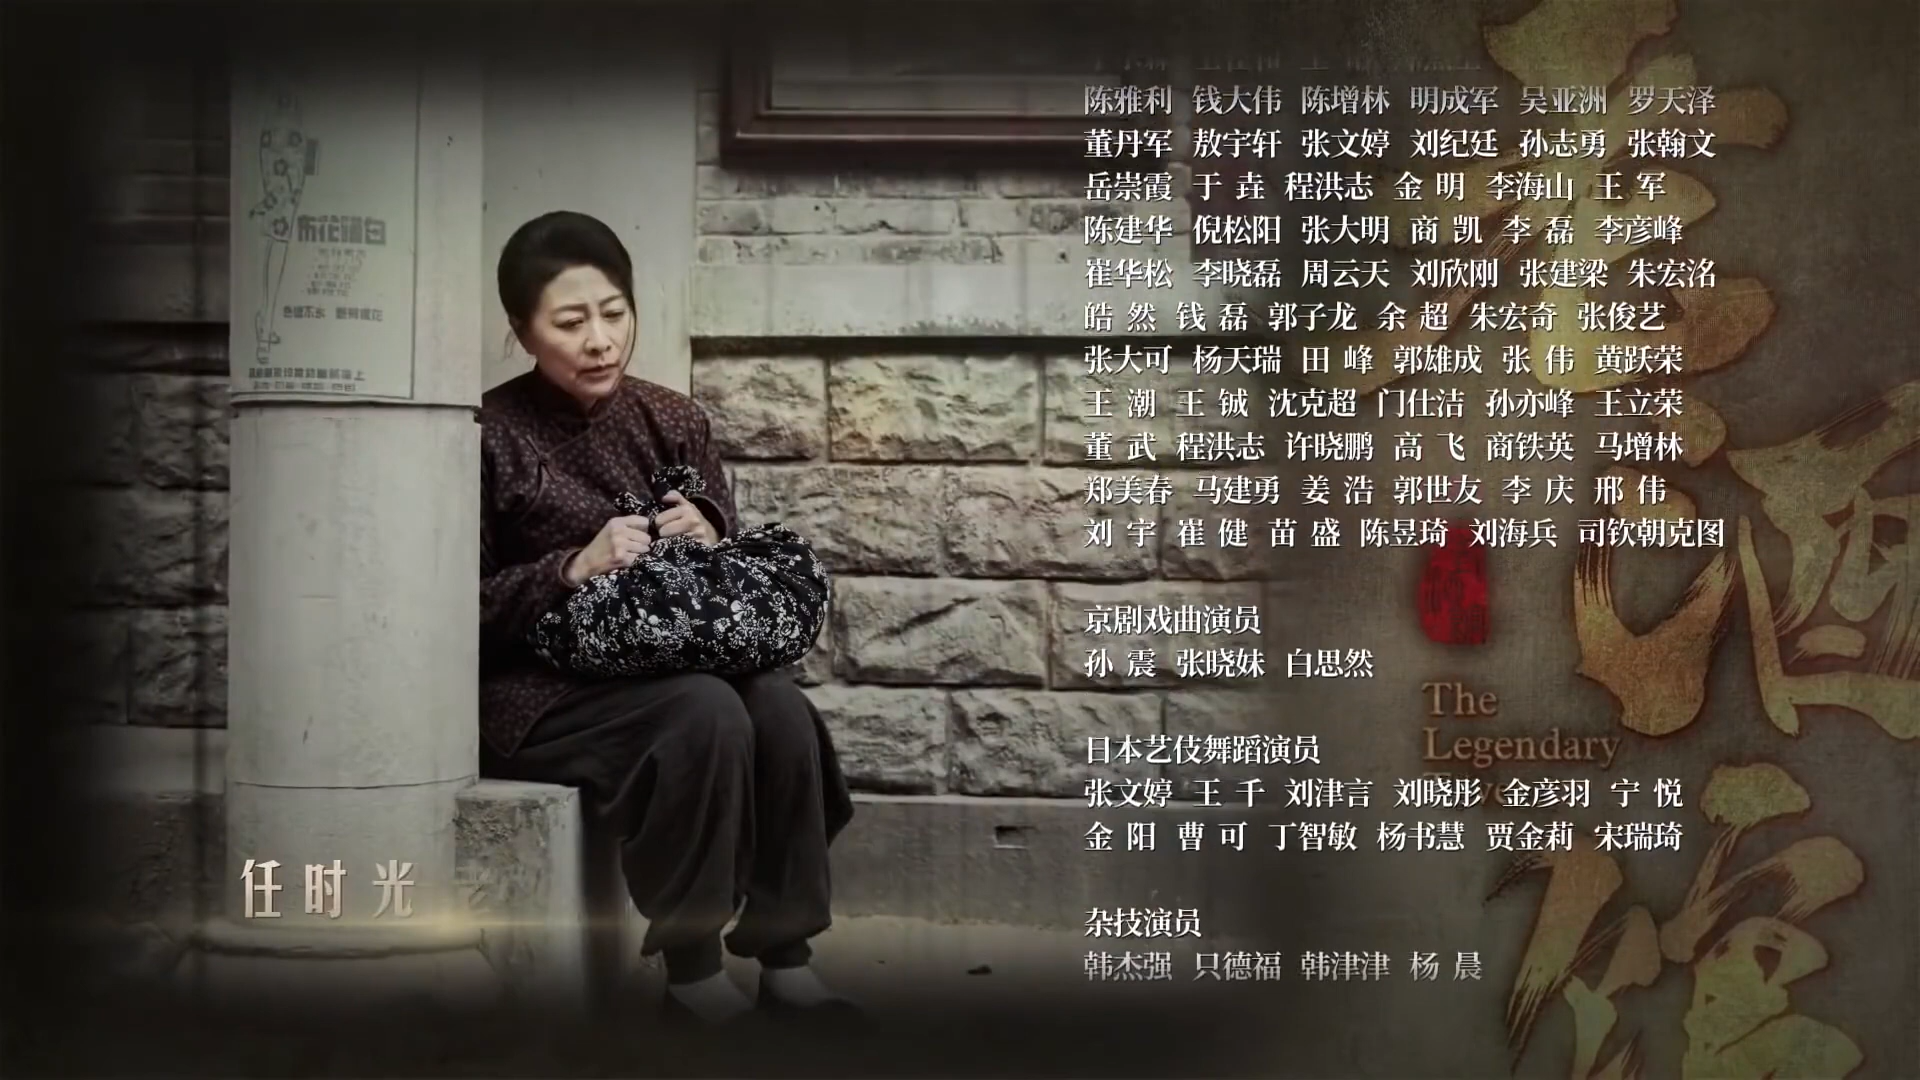 陈雅利 钱大伟 陈增林 明成军 吴亚洲 罗天泽
董丹军 敖宇轩 张文婷 刘纪廷 孙志勇 张翰文
岳崇霞 于垚 程洪志 金明 李海山 王军
陈建华 倪松阳 张大明 商凯 李磊 李彦峰
崔华松 李晓磊 周云天 刘欣刚 张建梁 朱宏洺
皓然 钱磊 郭子龙 余超 朱宏奇 张俊艺
张大可 杨天瑞 田峰 郭雄成 张伟 黄跃荣
王潮 王铖 沈克超 门仕洁 孙亦峰 王立荣
董武 程洪志 许晓鹏 高飞 商铁英 马增林
郑美春 马建勇 姜浩 郭世友 李庆 邢伟
刘宇 崔健 苗盛 陈昱琦 刘海兵 司钦朝克图
京剧戏曲演员
孙震 张晓妹 白思然
日本艺伎舞蹈演员
张文婷 王千 刘津言 刘晓彤 金彦羽 宁悦
金阳 曹可 丁智敏 杨书慧 贾金莉 宋瑞琦
杂技演员
韩杰强 只德福 韩津津 杨晨
任时光
The
Legendary
酒馆